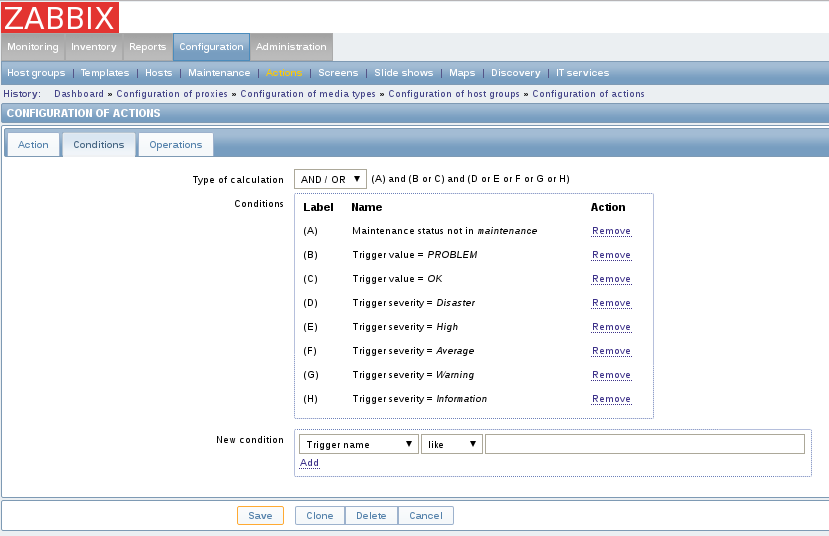 ZABBIX
Monitoring Inventory Reports Configuration Administration
Host groups | Templates | Hosts | Maintenance | Actions | Screens | Slide shows | Maps | Discovery | IT services
History: Dashboard » Configuration of proxies » Configuration of media types » Configuration of host groups » Configuration of actions
CONFIGURATION OF ACTIONS
Action Conditions Operations
Type of calculation AND / OR ▼ (A) and (B or C) and (D or E or F or G or H)
Conditions Label Name Action
(A) Maintenance status not in maintenance Remove
(B) Trigger value = PROBLEM Remove
(C) Trigger value = OK Remove
(D) Trigger severity = Disaster Remove
(E) Trigger severity = High Remove
(F) Trigger severity = Average Remove
(G) Trigger severity = Warning Remove
(H) Trigger severity = Information Remove
New condition Trigger name ▼ like ▼
Add
Save Clone Delete Cancel